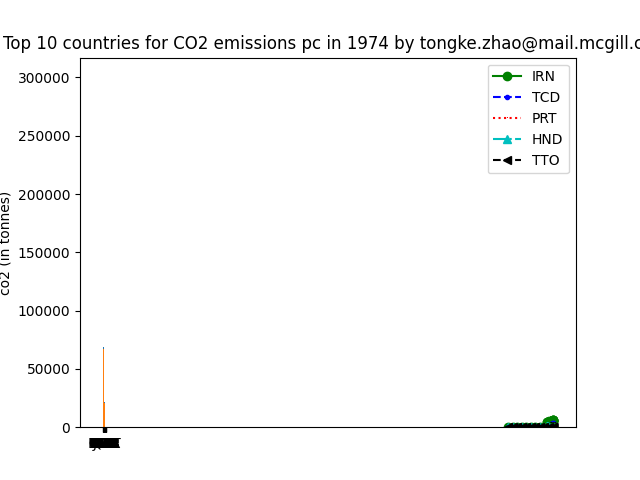 Top 10 countries for CO2 emissions pc in 1974 by tongke.zhao@mail.mcgill.c
300000
250000
200000
150000
100000
50000
0
co2 (in tonnes)
IRN
TCD
PRT
HND
TTO